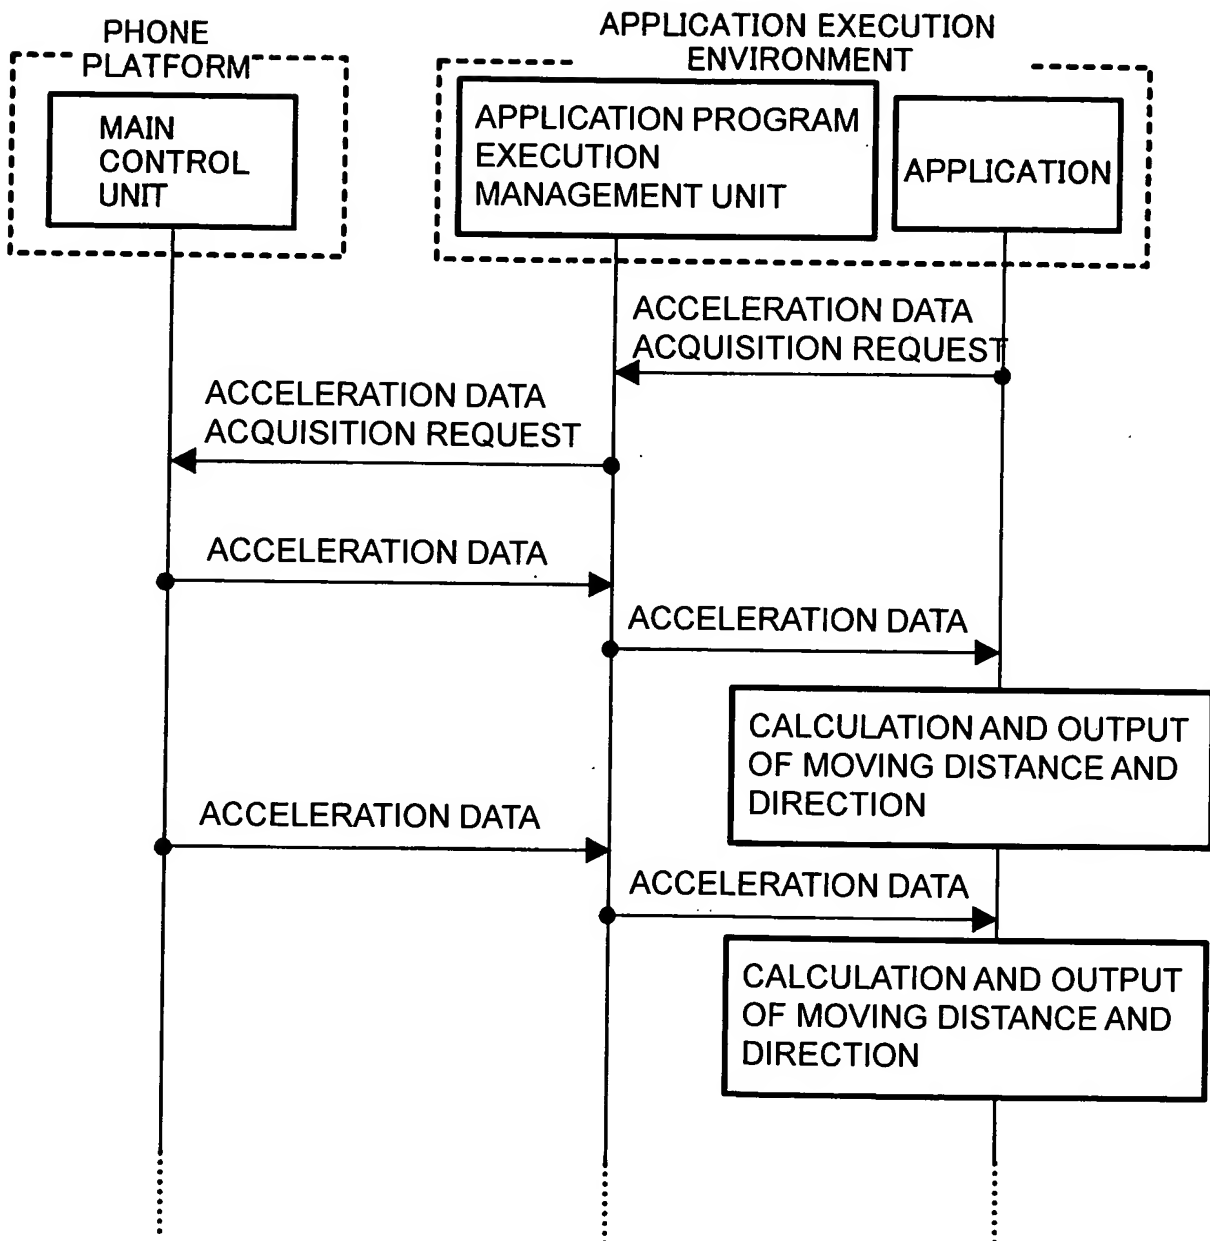 PHONE
PLATFORM
APPLICATION EXECUTION
ENVIRONMENT
MAIN
CONTROL
UNIT
APPLICATION PROGRAM
EXECUTION
MANAGEMENT UNIT
APPLICATION
ACCELERATION DATA
ACQUISITION REQUEST
ACCELERATION DATA
ACQUISITION REQUEST
ACCELERATION DATA
ACCELERATION DATA
CALCULATION AND OUTPUT
OF MOVING DISTANCE AND
DIRECTION
ACCELERATION DATA
ACCELERATION DATA
CALCULATION AND OUTPUT
OF MOVING DISTANCE AND
DIRECTION